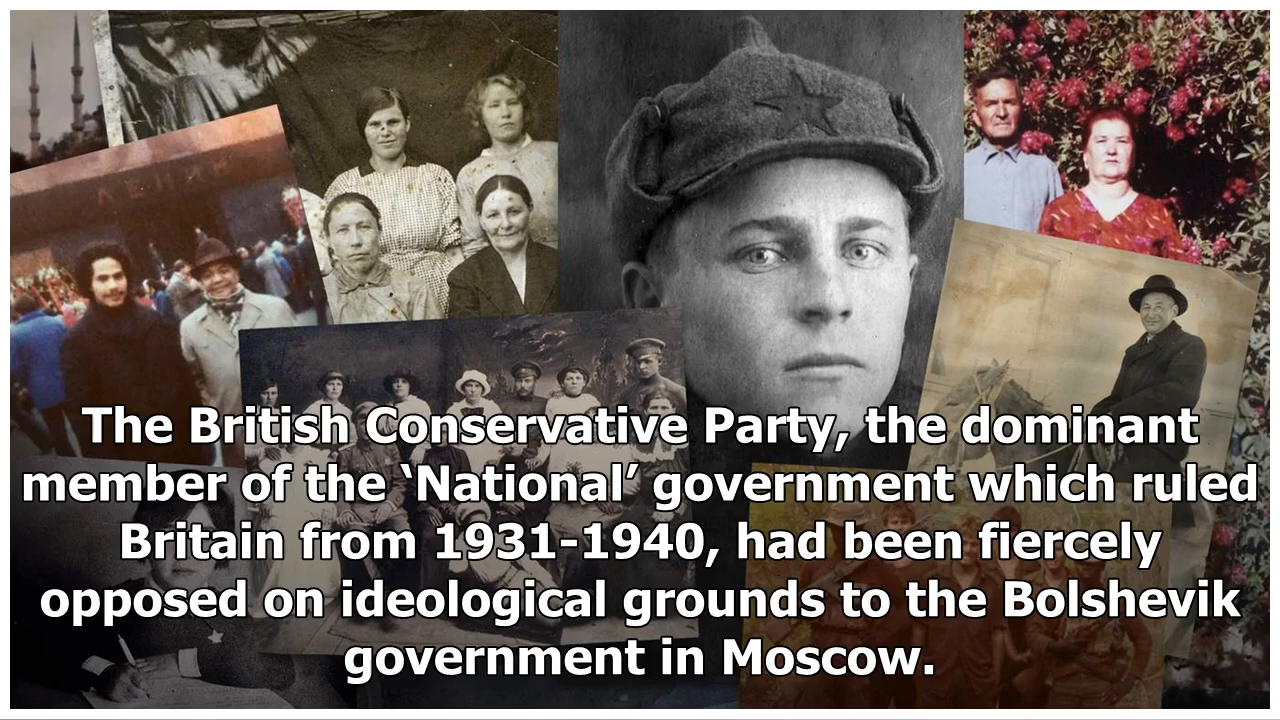 ЛЕНИН
The British Conservative Party, the dominant
member of the ‘National’ government which ruled
Britain from 1931-1940, had been fiercely
opposed on ideological grounds to the Bolshevik
government in Moscow.